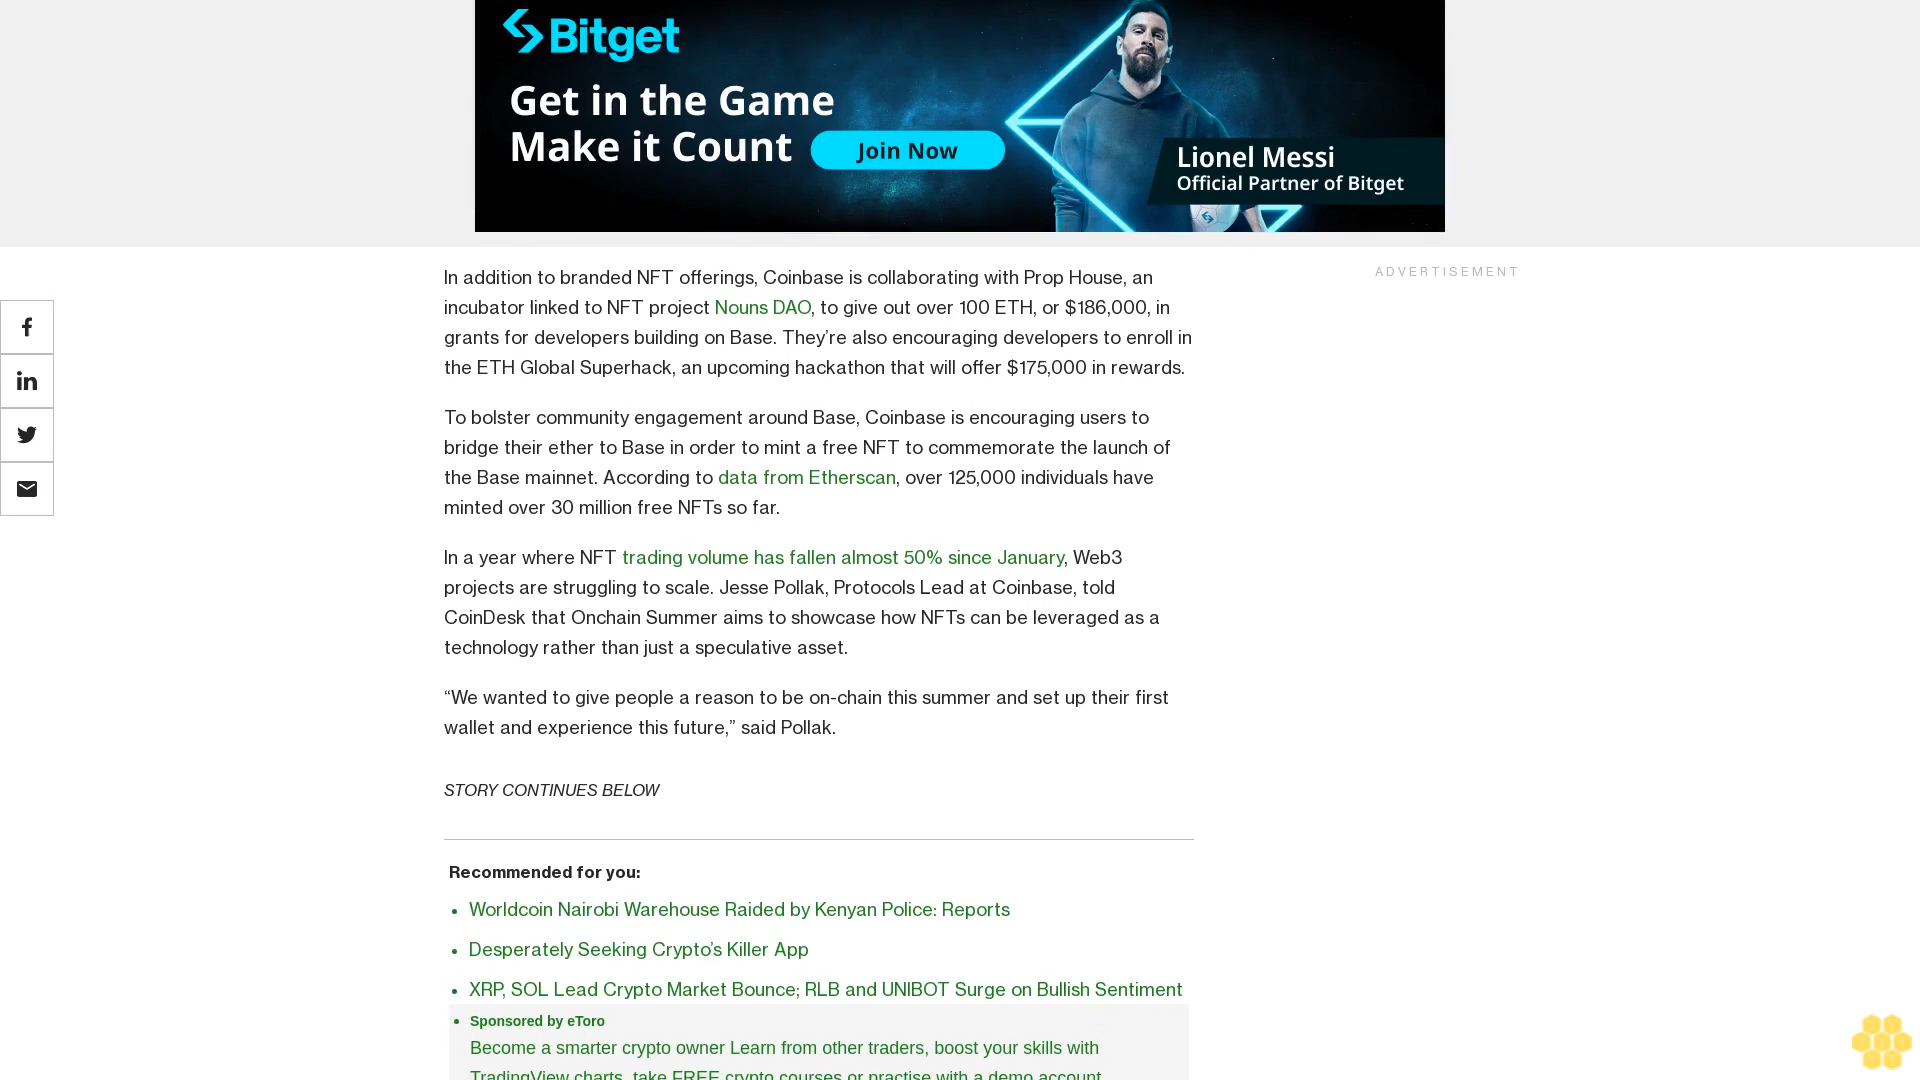 Bitget
Get in the Game
Make it Count
Join Now
Lionel Messi
Official Partner of Bitget
ADVERTISEMENT
In addition to branded NFT offerings, Coinbase is collaborating with Prop House, an
incubator linked to NFT project Nouns DAO, to give out over 100 ETH, or $186,000, in
grants for developers building on Base. They’re also encouraging developers to enroll in
the ETH Global Superhack, an upcoming hackathon that will offer $175,000 in rewards.
To bolster community engagement around Base, Coinbase is encouraging users to
bridge their ether to Base in order to mint a free NFT to commemorate the launch of
the Base mainnet. According to data from Etherscan, over 125,000 individuals have
minted over 30 million free NFTs so far.
In a year where NFT trading volume has fallen almost 50% since January, Web3
projects are struggling to scale. Jesse Pollak, Protocols Lead at Coinbase, told
CoinDesk that Onchain Summer aims to showcase how NFTs can be leveraged as a
technology rather than just a speculative asset.
“We wanted to give people a reason to be on-chain this summer and set up their first
wallet and experience this future,” said Pollak.
STORY CONTINUES BELOW
Recommended for you:
• Worldcoin Nairobi Warehouse Raided by Kenyan Police: Reports
• Desperately Seeking Crypto’s Killer App
• XRP, SOL Lead Crypto Market Bounce; RLB and UNIBOT Surge on Bullish Sentiment
• Sponsored by eToro
Become a smarter crypto owner Learn from other traders, boost your skills with
TradingView charts, take FREE crypto courses or practise with a demo account